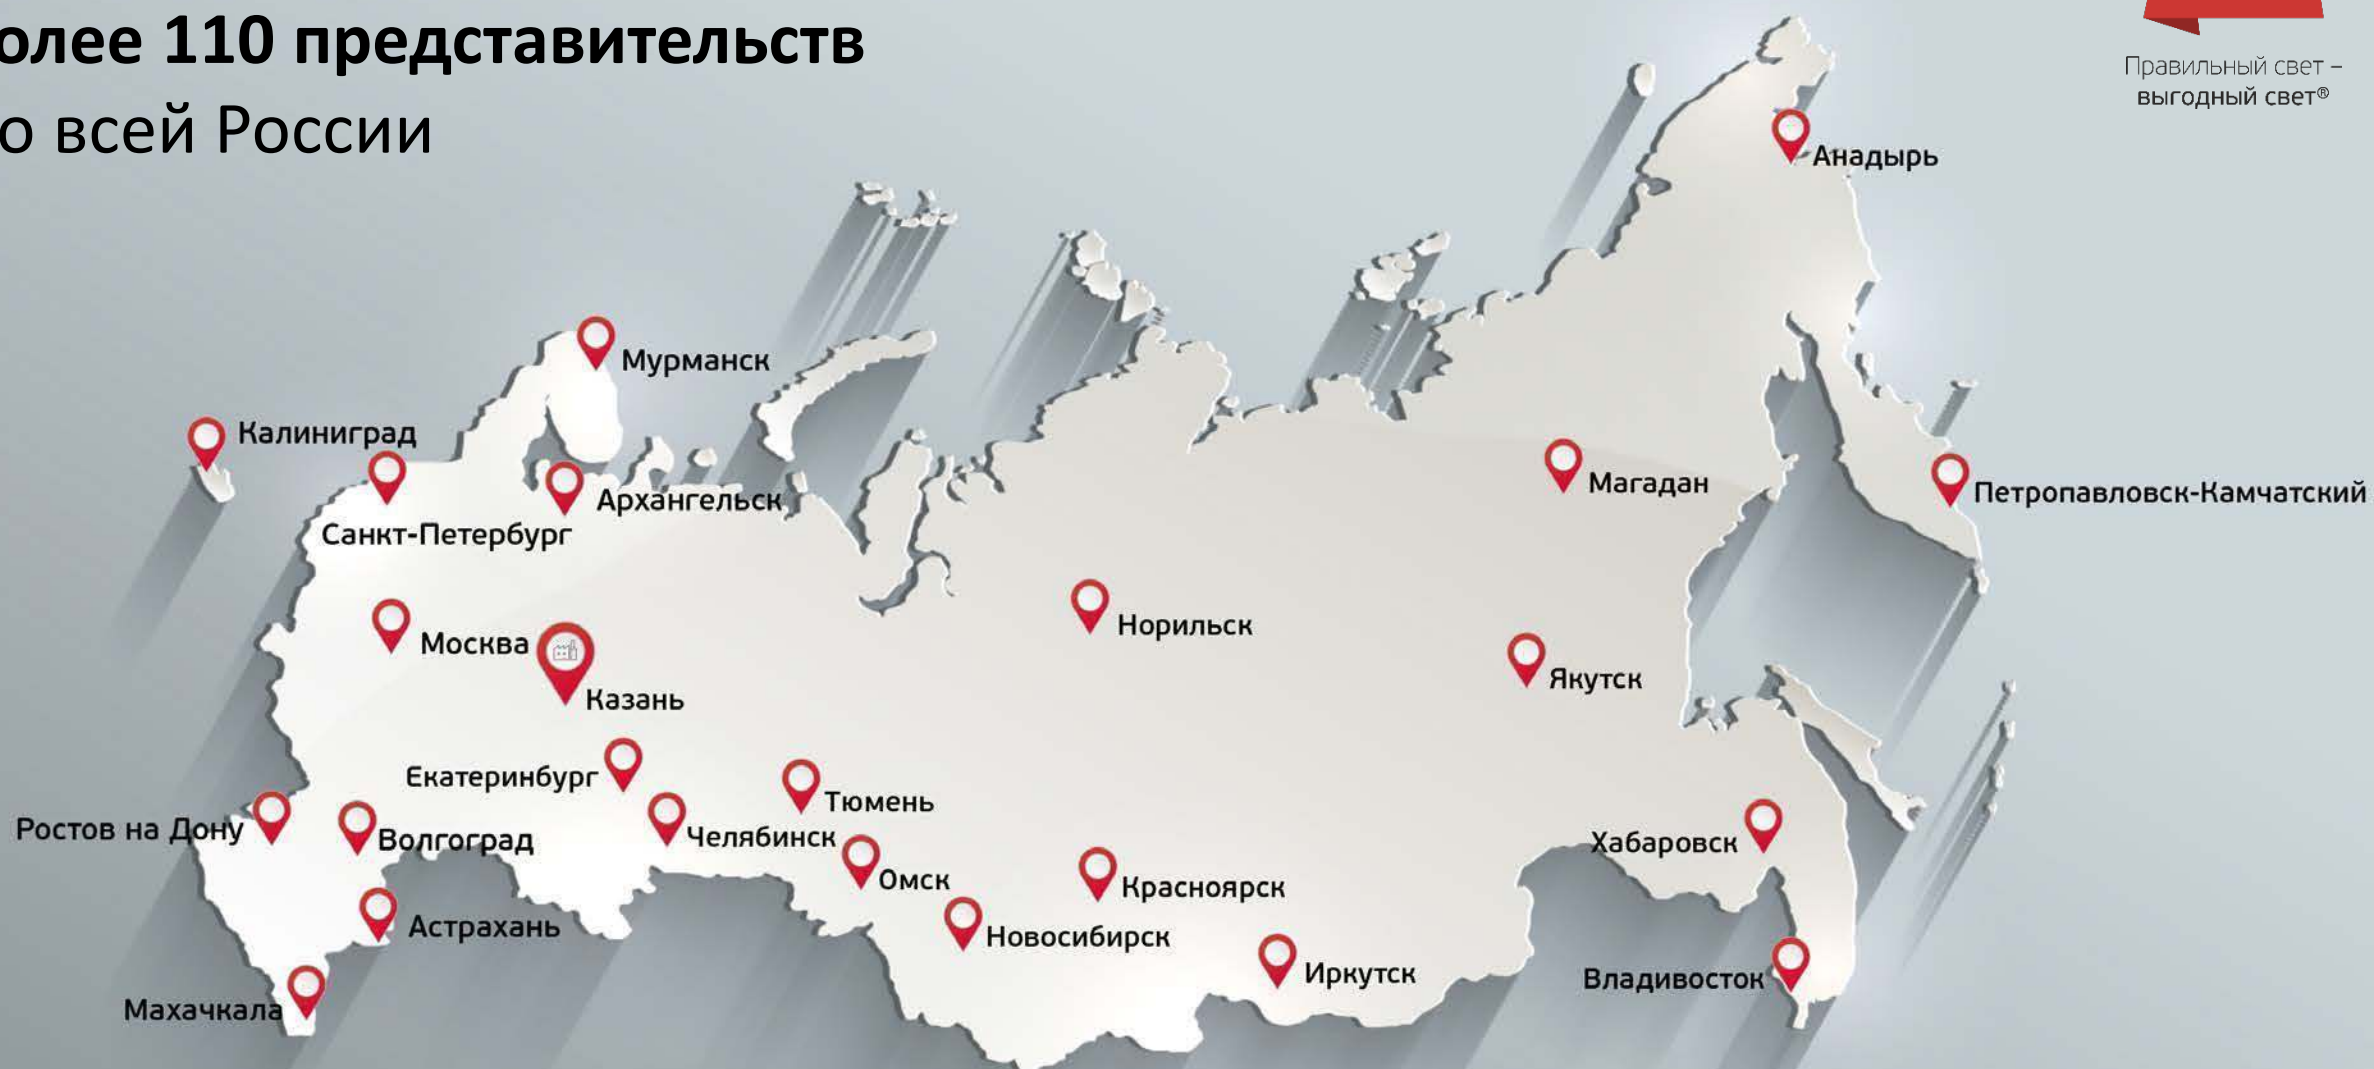 олее 110 представительств
о всей России
Правильный свет –
выгодный свет®
Анадырь
Мурманск
Калиниград
Архангельск
Санкт-Петербург
Магадан
Петропавловск-Камчатский
Москва
Норильск
Казань
Якутск
Екатеринбург
Тюмень
Ростов на Дону
Волгоград
Челябинск
Хабаровск
Омск
Красноярск
Астрахань
Новосибирск
Иркутск
Владивосток
Махачкала